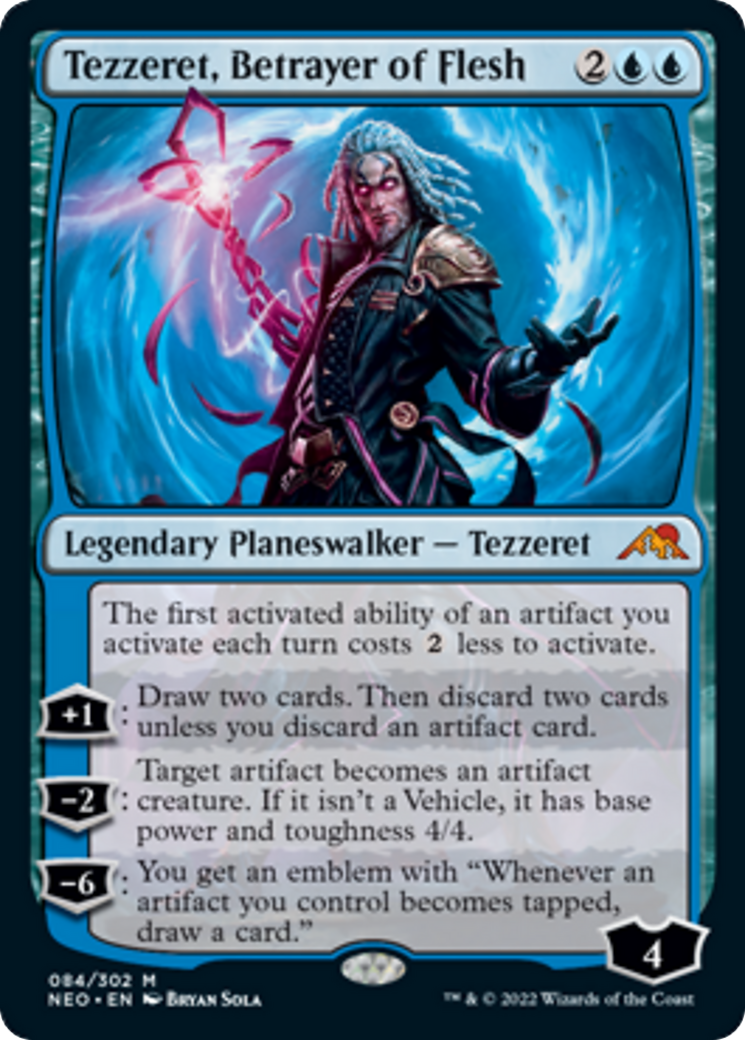 Tezzeret, Betrayer of Flesh 2
Legendary Planeswalker — Tezzeret
The first activated ability of an artifact you
activate each turn costs 2 less to activate.
+1: Draw two cards. Then discard two cards
unless you discard an artifact card.
Target artifact becomes an artifact
−2: creature. If it isn't a Vehicle, it has base
power and toughness 4/4.
−6: You get an emblem with “Whenever an
artifact you control becomes tapped,
draw a card.”
4
084/302 M
NEO • EN Bryan Sola
™ & © 2022 Wizards of the Coast